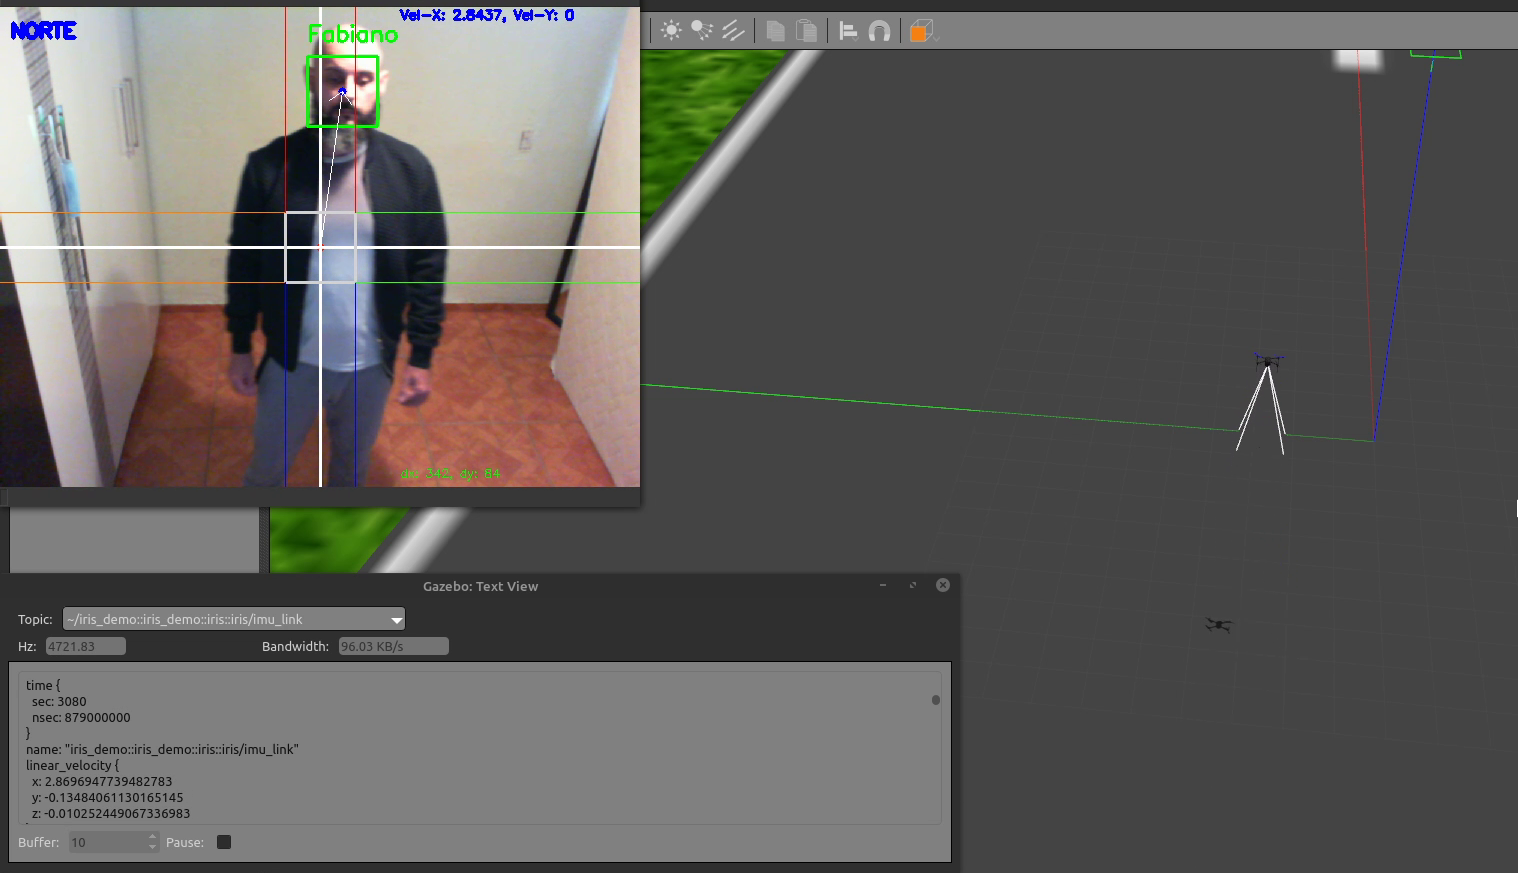 Vel-X: 2.8437, Vel-Y: 0
NORTE
Fabiano
dx: 342, dy: 84
Gazebo: Text View
Topic: ~/iris_demo::iris_demo::iris::iris/imu_link
Hz: 4721.83 Bandwidth: 96.03 KB/s
time {
sec: 3080
nsec: 879000000
}
name: "iris_demo::iris_demo::iris::iris/imu_link"
linear_velocity {
x: 2.8696947739482783
y: -0.13484061130165145
z: -0.010252449067336983
Buffer: 10 Pause: